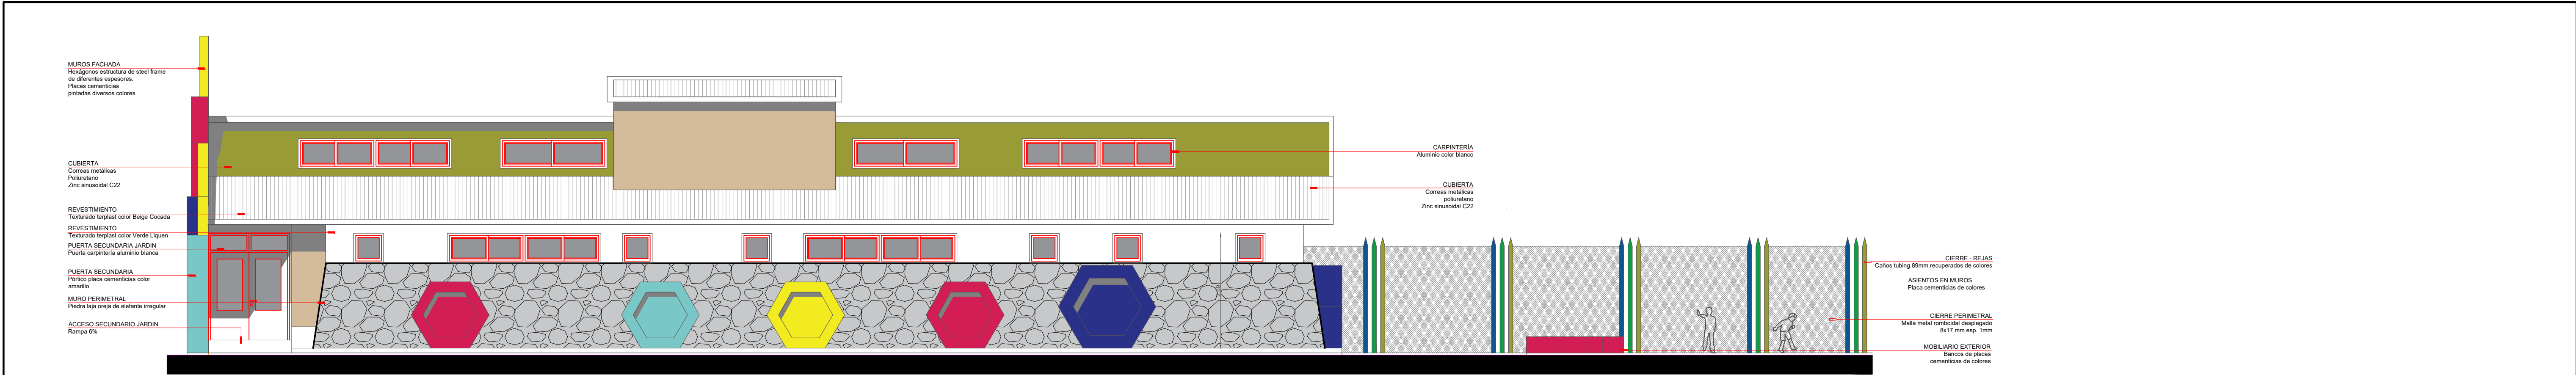 MUROS FACHADA
Hexágonos estructura de steel frame
de diferentes espesores.
Placas cementicias
pintadas diversos colores
CUBIERTA
Correas metálicas
Poliuretano
Zinc sinusoidal C22
REVESTIMIENTO
Texturado terplast color Beige Cocada
REVESTIMIENTO
Texturado terplast color Verde Liquen
PUERTA SECUNDARIA JARDIN
Puerta carpintería aluminio blanca
PUERTA SECUNDARIA
Pórtico placa cementicias color
amarillo
MURO PERIMETRAL
Piedra laja oreja de elefante irregular
ACCESO SECUNDARIO JARDIN
Rampa 6%
CARPINTERÍA
Aluminio color blanco
CUBIERTA
Correas metálicas
poliuretano
Zinc sinusoidal C22
CIERRE - REJAS
Caños tubing 89mm recuperados de colores
ASIENTOS EN MUROS
Placa cementicias de colores
CIERRE PERIMETRAL
Malla metal romboidal desplegado
8x17 mm esp. 1mm
MOBILIARIO EXTERIOR
Bancos de placas
cementicias de colores